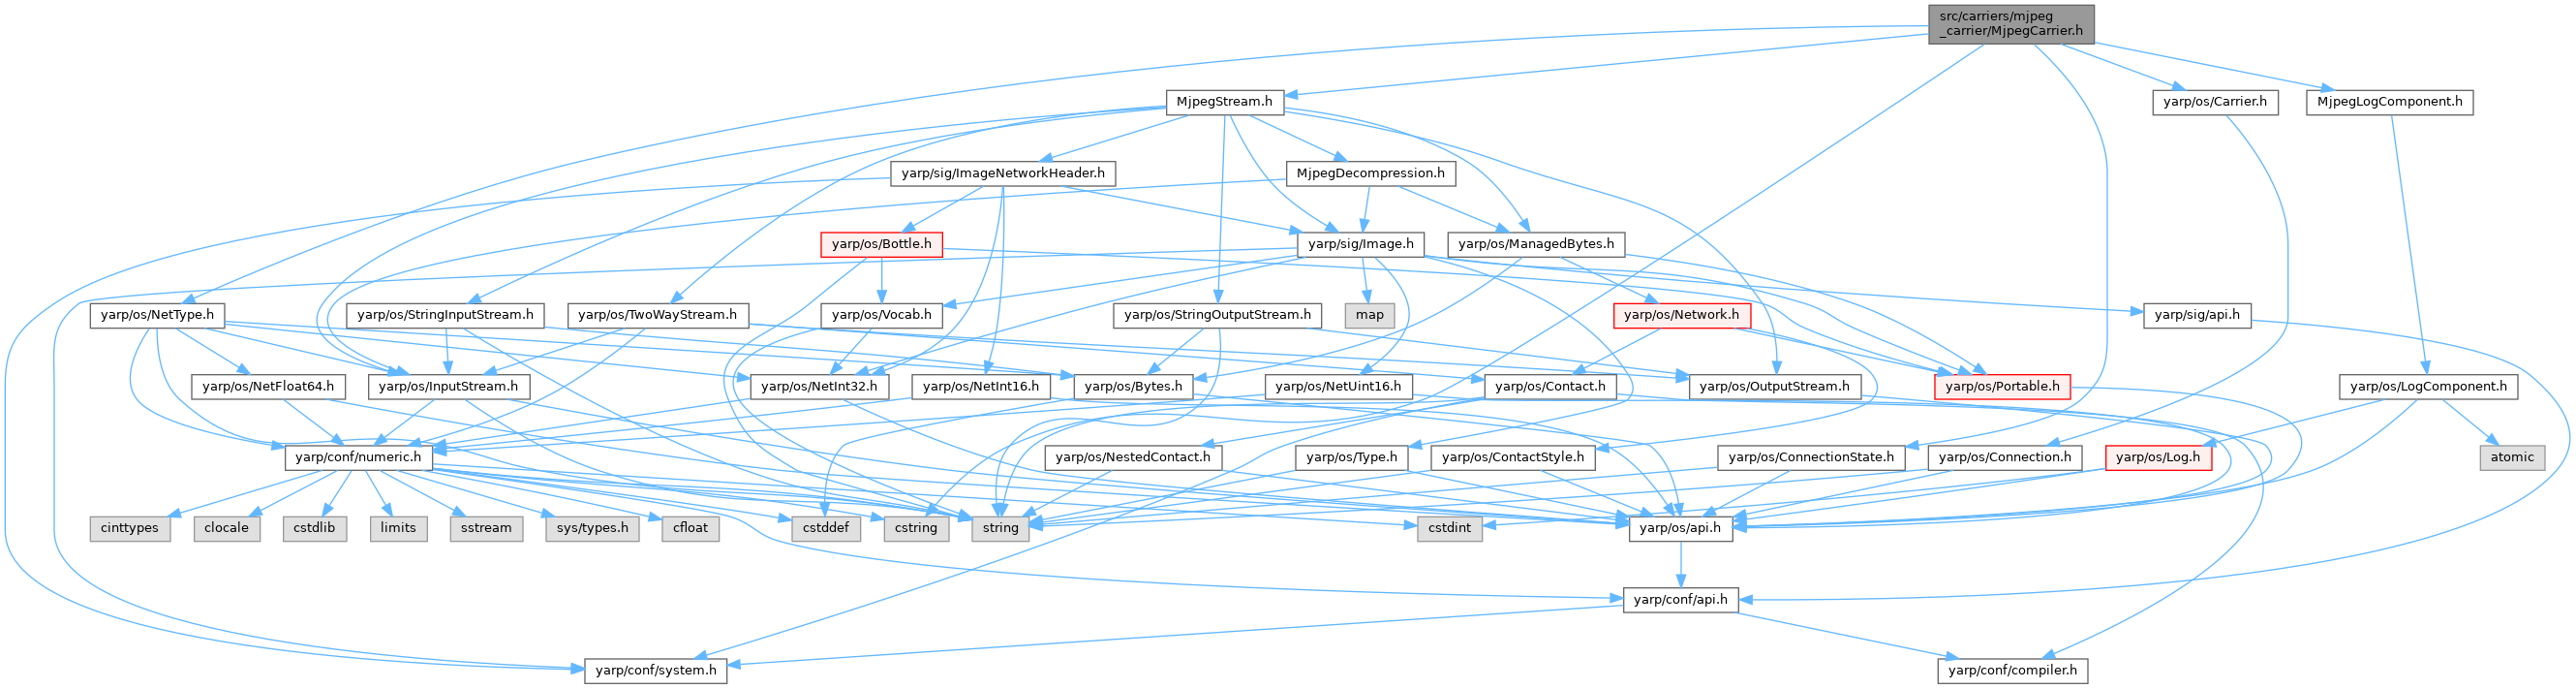 src/carriers/mjpeg
_carrier/MjpegCarrier.h
MjpegStream.h
yarp/os/Carrier.h
MjpegLogComponent.h
yarp/sig/ImageNetworkHeader.h
MjpegDecompression.h
yarp/os/Bottle.h
yarp/sig/Image.h
yarp/os/ManagedBytes.h
yarp/os/NetType.h
yarp/os/StringInputStream.h
yarp/os/TwoWayStream.h
yarp/os/Vocab.h
yarp/os/StringOutputStream.h
map
yarp/os/Network.h
yarp/sig/api.h
yarp/os/NetFloat64.h
yarp/os/InputStream.h
yarp/os/NetInt32.h
yarp/os/NetInt16.h
yarp/os/Bytes.h
yarp/os/NetUint16.h
yarp/os/Contact.h
yarp/os/OutputStream.h
yarp/os/Portable.h
yarp/os/LogComponent.h
yarp/conf/numeric.h
yarp/os/NestedContact.h
yarp/os/Type.h
yarp/os/ContactStyle.h
yarp/os/ConnectionState.h
yarp/os/Connection.h
yarp/os/Log.h
atomic
cinttypes
clocale
cstdlib
limits
sstream
sys/types.h
cfloat
cstddef
cstring
string
cstdint
yarp/os/api.h
yarp/conf/api.h
yarp/conf/system.h
yarp/conf/compiler.h